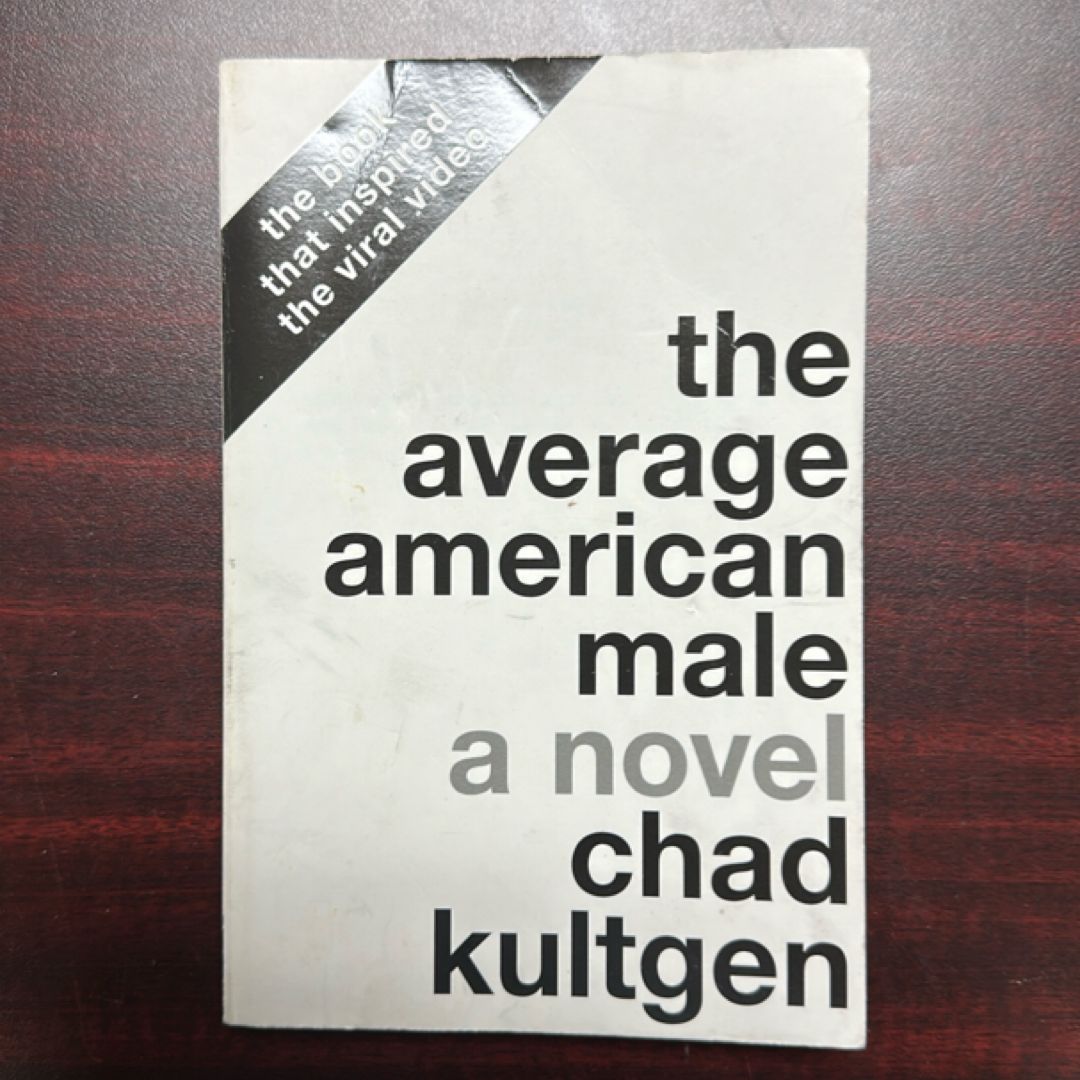 the book
that inspired
the viral video
the
average
american
male
a novel
chad
kultgen